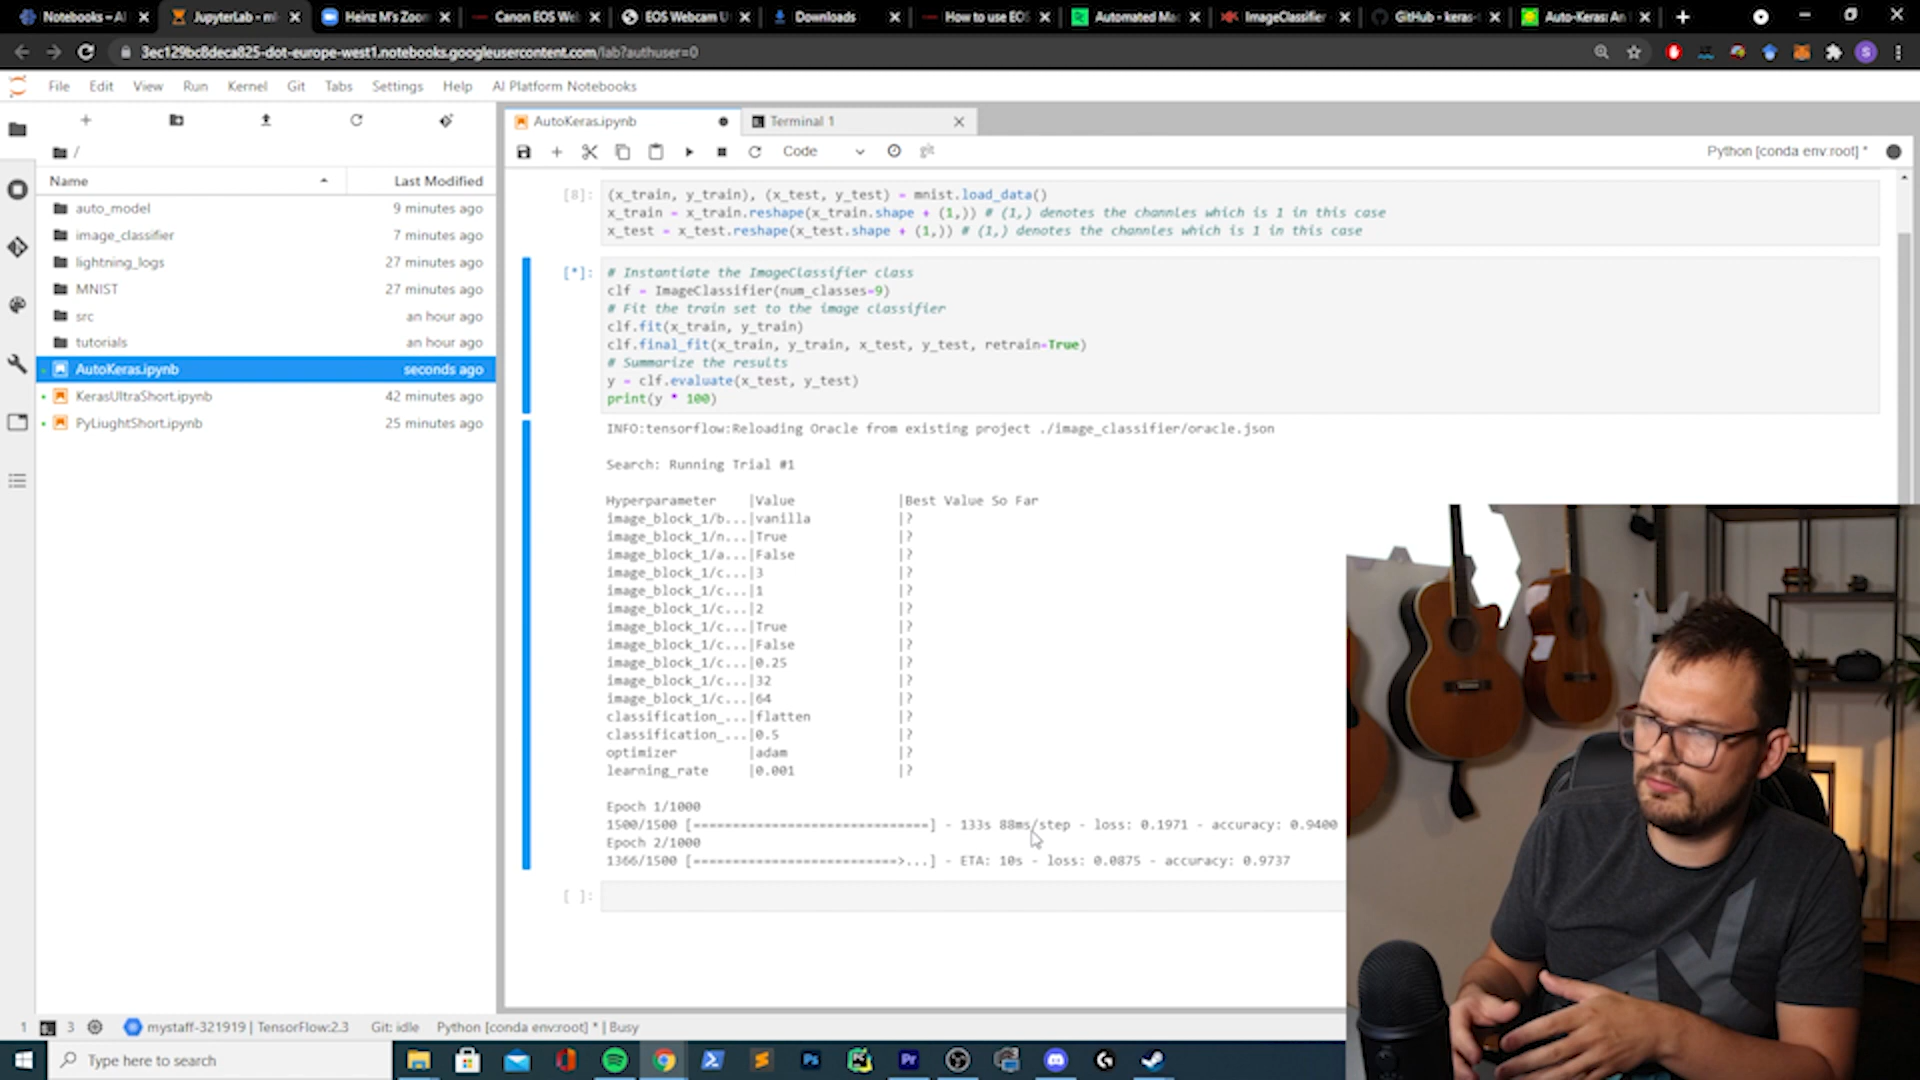 Notebooks – AI
JupyterLab - mi
Heinz M's Zoom
Canon EOS We
EOS Webcam U
Downloads
How to use EOS
Automated Ma
ImageClassifier
GitHub - keras-t
Auto-Keras: An
3ec129bc8deca825-dot-europe-west1.notebooks.googleusercontent.com/lab?authuser=0
File Edit View Run Kernel Git Tabs Settings Help AI Platform Notebooks
AutoKeras.ipynb
Terminal 1
/
Code
git
Python [conda env:root] *
Name Last Modified
auto_model 9 minutes ago
image_classifier 7 minutes ago
lightning_logs 27 minutes ago
MNIST 27 minutes ago
src an hour ago
tutorials an hour ago
AutoKeras.ipynb seconds ago
KerasUltraShort.ipynb 42 minutes ago
PyLiughtShort.ipynb 25 minutes ago
[8]: (x_train, y_train), (x_test, y_test) = mnist.load_data()
x_train = x_train.reshape(x_train.shape + (1,)) # (1,) denotes the channles which is 1 in this case
x_test = x_test.reshape(x_test.shape + (1,)) # (1,) denotes the channles which is 1 in this case
[*]: # Instantiate the ImageClassifier class
clf = ImageClassifier(num_classes=9)
# Fit the train set to the image classifier
clf.fit(x_train, y_train)
clf.final_fit(x_train, y_train, x_test, y_test, retrain=True)
# Summarize the results
y = clf.evaluate(x_test, y_test)
print(y * 100)
INFO:tensorflow:Reloading Oracle from existing project ./image_classifier/oracle.json
Search: Running Trial #1
Hyperparameter |Value |Best Value So Far
image_block_1/b...|vanilla |?
image_block_1/n...|True |?
image_block_1/a...|False |?
image_block_1/c...|3 |?
image_block_1/c...|1 |?
image_block_1/c...|2 |?
image_block_1/c...|True |?
image_block_1/c...|False |?
image_block_1/c...|0.25 |?
image_block_1/c...|32 |?
image_block_1/c...|64 |?
classification_...|flatten |?
classification_...|0.5 |?
optimizer |adam |?
learning_rate |0.001 |?
Epoch 1/1000
1500/1500 [==============================] - 133s 88ms/step - loss: 0.1971 - accuracy: 0.9400
Epoch 2/1000
1366/1500 [==========================>...] - ETA: 10s - loss: 0.0875 - accuracy: 0.9737
[ ]:
1 3 mystaff-321919 | TensorFlow:2.3 Git: idle Python [conda env:root] * | Busy
Type here to search